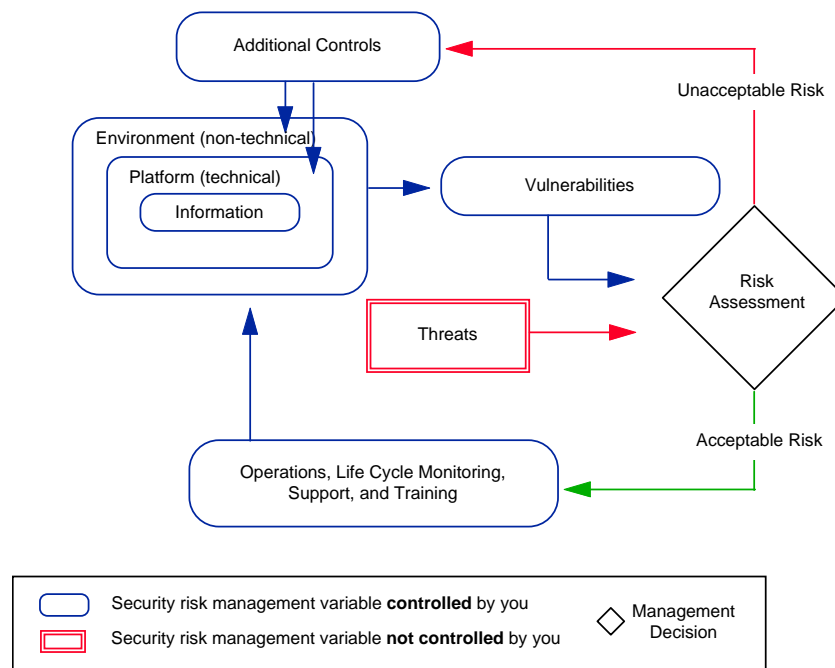 Additional Controls
Unacceptable Risk
Environment (non-technical)
Platform (technical)
Information
Vulnerabilities
Risk
Assessment
Threats
Acceptable Risk
Operations, Life Cycle Monitoring,
Support, and Training
Security risk management variable controlled by you
Security risk management variable not controlled by you
Management
Decision